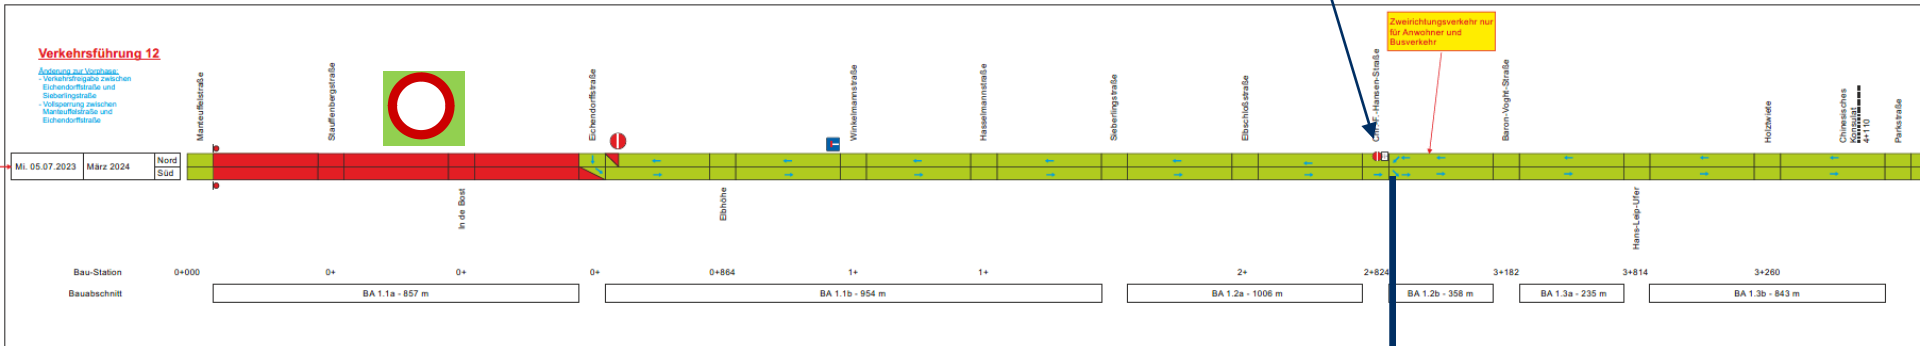 Zweirichtungsverkehr nur
für Anwohner und
Busverkehr
Verkehrsführung 12
Änderung zur Vorphase:
- Verkehrsfreigabe zwischen
Eichendorffstraße und
Sieberlingstraße
- Vollsperrung zwischen
Manteuffelstraße und
Eichendorffstraße
Manteuffelstraße
Stauffenbergstraße
Eichendorffstraße
Winkelmannstraße
Hasselmannstraße
Sieberlingstraße
Elbschloßstraße
Chr.-F.-Hansen-Straße
Baron-Voght-Straße
Holztwiete
Chinesisches
Konsulat
4+110
Parkstraße
Mi. 05.07.2023
März 2024
Nord
Süd
In de Bost
Elbhöhe
Hans-Leip-Ufer
Bau-Station
0+000
0+
0+
0+
0+864
1+
1+
2+
2+824
3+182
3+814
3+260
Bauabschnitt
BA 1.1a - 857 m
BA 1.1b - 954 m
BA 1.2a - 1006 m
BA 1.2b - 358 m
BA 1.3a - 235 m
BA 1.3b - 843 m